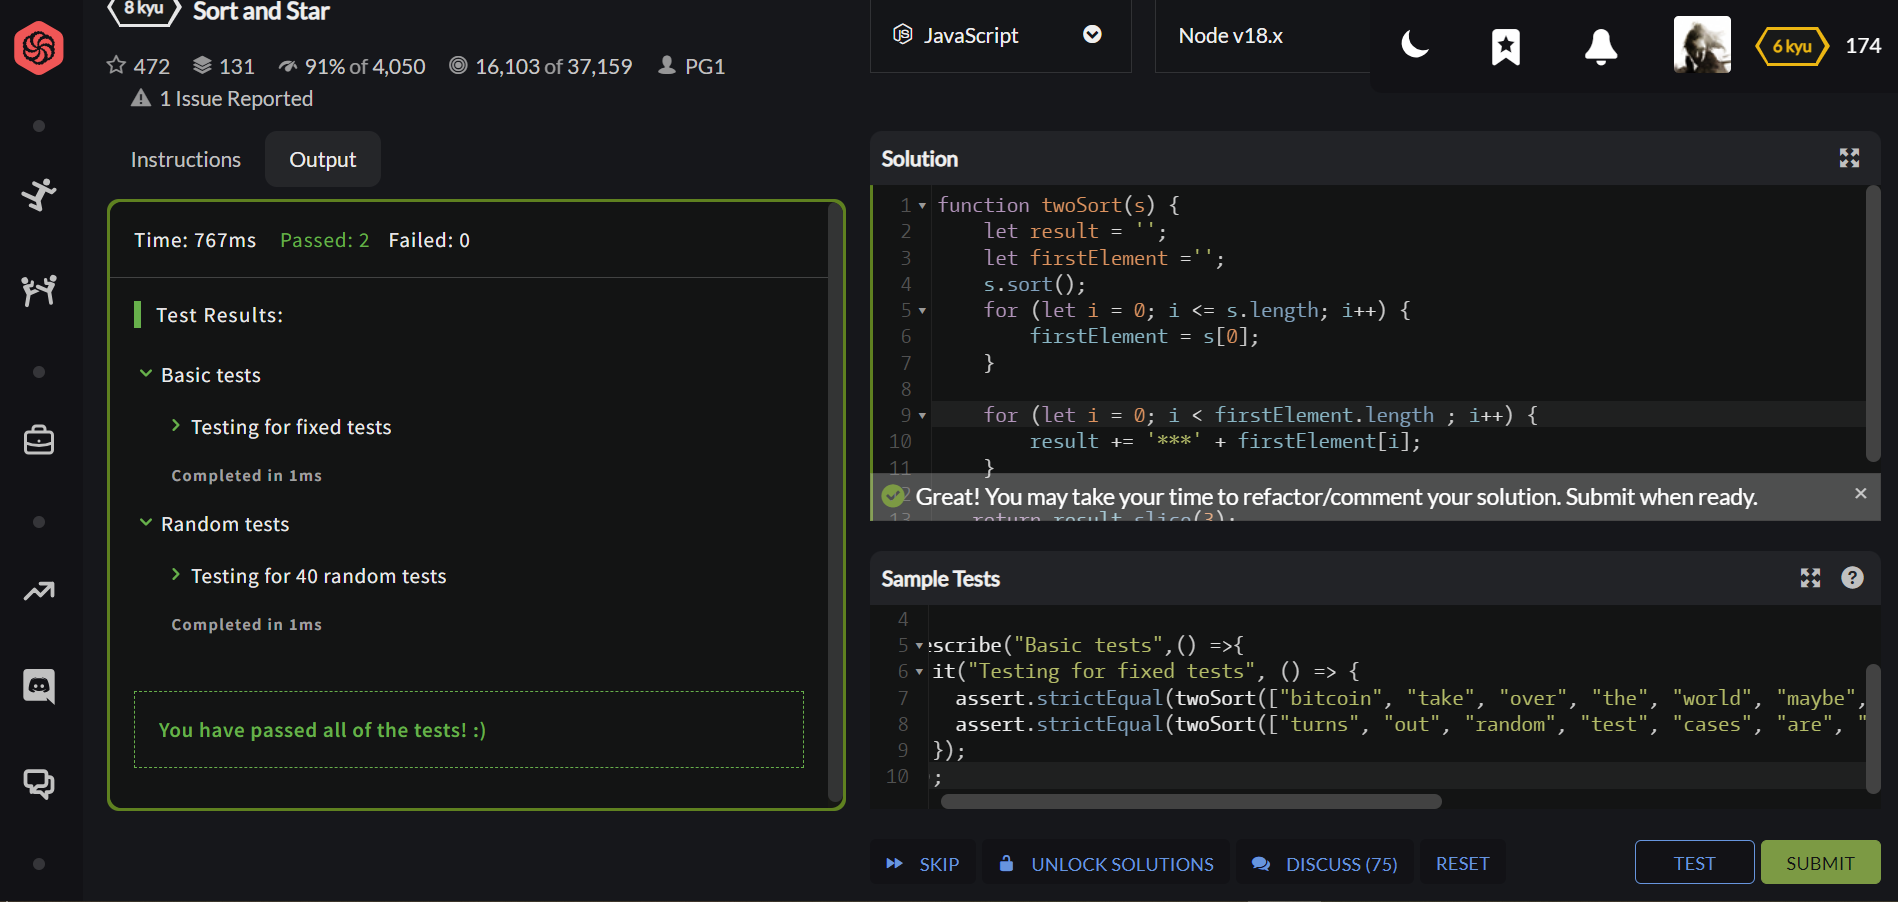 8 kyu Sort and Star
472 131 91% of 4,050 16,103 of 37,159 PG1
1 Issue Reported
JavaScript
Node v18.x
6 kyu 174
Instructions Output
Time: 767ms Passed: 2 Failed: 0
Test Results:
Basic tests
Testing for fixed tests
Completed in 1ms
Random tests
Testing for 40 random tests
Completed in 1ms
You have passed all of the tests! :)
Solution
1 function twoSort(s) {
2 let result = '';
3 let firstElement ='';
4 s.sort();
5 for (let i = 0; i <= s.length; i++) {
6 firstElement = s[0];
7 }
8
9 for (let i = 0; i < firstElement.length ; i++) {
10 result += '***' + firstElement[i];
11 }
Great! You may take your time to refactor/comment your solution. Submit when ready.
13 return result.slice(3);
Sample Tests
4
5 escribe("Basic tests",() =>{
6 it("Testing for fixed tests", () => {
7 assert.strictEqual(twoSort(["bitcoin", "take", "over", "the", "world", "maybe",
8 assert.strictEqual(twoSort(["turns", "out", "random", "test", "cases", "are", "
9 });
10 ;
SKIP UNLOCK SOLUTIONS DISCUSS (75) RESET TEST SUBMIT